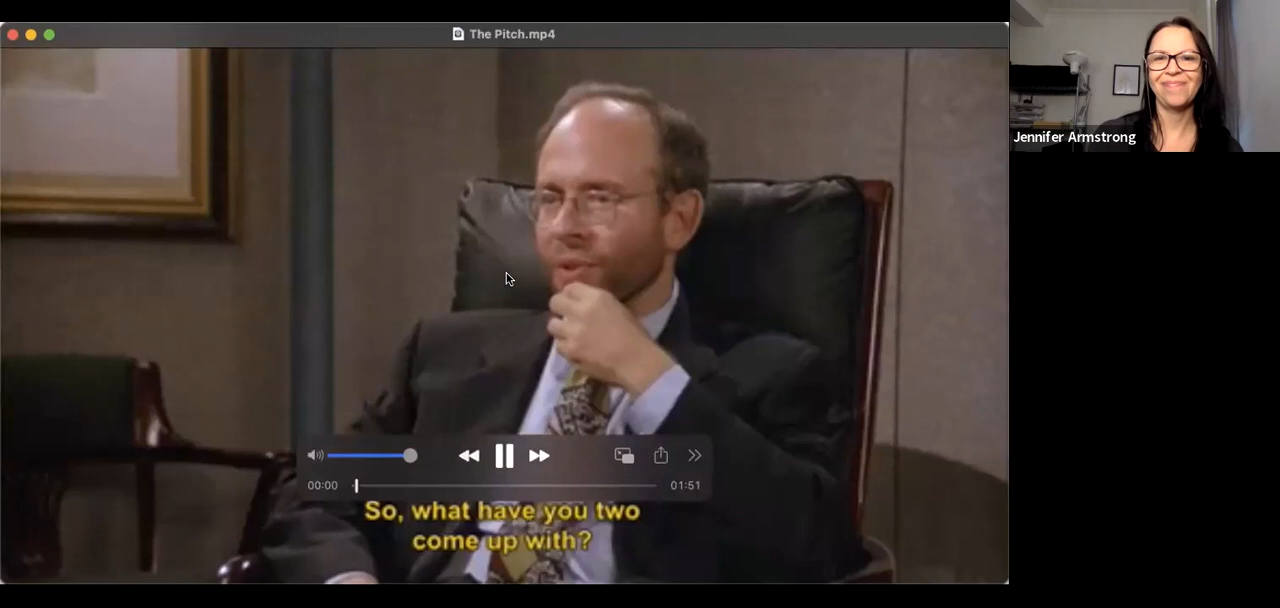 The Pitch.mp4
Jennifer Armstrong
00:00
01:51
So, what have you two
come up with?